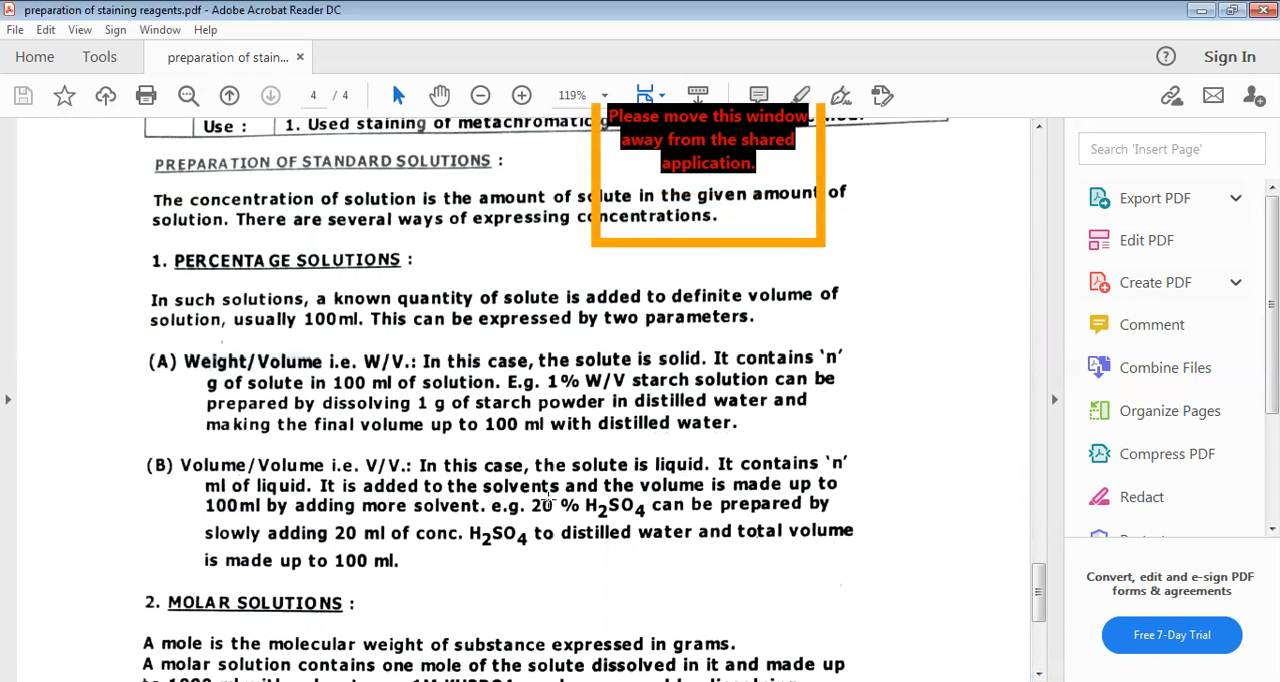 preparation of staining reagents.pdf - Adobe Acrobat Reader DC
File Edit View Sign Window Help
Home Tools preparation of stain... × ? Sign In
4 / 4 119%
Use : 1. Used staining of metachromatic
Please move this window
away from the shared
application.
PREPARATION OF STANDARD SOLUTIONS :
The concentration of solution is the amount of solute in the given amount of
solution. There are several ways of expressing concentrations.
1. PERCENTAGE SOLUTIONS :
In such solutions, a known quantity of solute is added to definite volume of
solution, usually 100ml. This can be expressed by two parameters.
(A) Weight/Volume i.e. W/V.: In this case, the solute is solid. It contains 'n'
g of solute in 100 ml of solution. E.g. 1% W/V starch solution can be
prepared by dissolving 1 g of starch powder in distilled water and
making the final volume up to 100 ml with distilled water.
(B) Volume/Volume i.e. V/V.: In this case, the solute is liquid. It contains 'n'
ml of liquid. It is added to the solvents and the volume is made up to
100ml by adding more solvent. e.g. 20 % H2SO4 can be prepared by
slowly adding 20 ml of conc. H2SO4 to distilled water and total volume
is made up to 100 ml.
2. MOLAR SOLUTIONS :
A mole is the molecular weight of substance expressed in grams.
A molar solution contains one mole of the solute dissolved in it and made up
Search 'Insert Page'
Export PDF
Edit PDF
Create PDF
Comment
Combine Files
Organize Pages
Compress PDF
Redact
Convert, edit and e-sign PDF
forms & agreements
Free 7-Day Trial